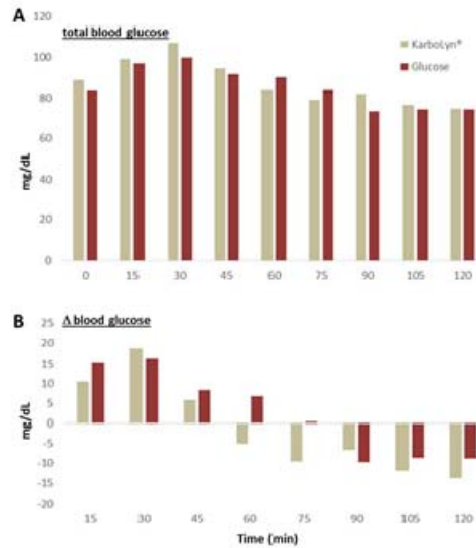 A
total blood glucose
120
100
80
60
40
20
0
mg/dlL
KarboLyn®
Glucose
0 15 30 45 60 75 90 105 120
B
Δ blood glucose
25
20
15
10
5
0
-5
-10
-15
-20
mg/dL
15 30 45 60 75 90 105 120
Time (min)